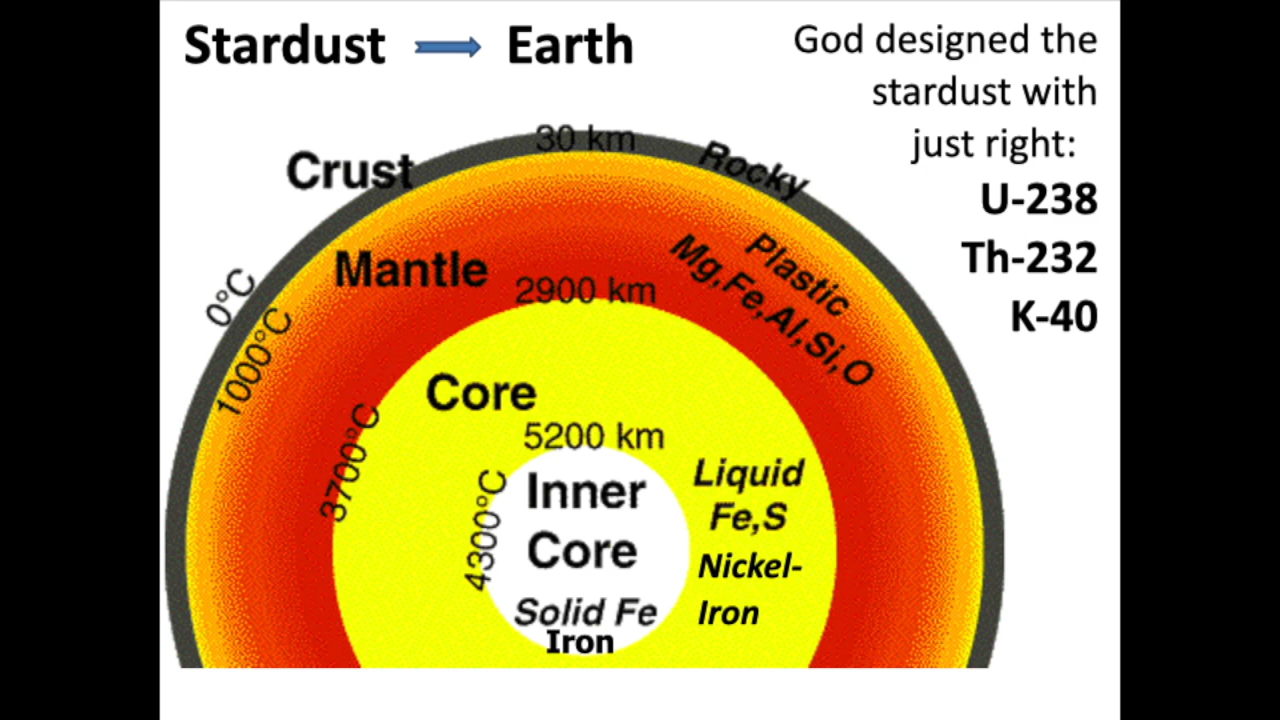 Stardust Earth
God designed the
stardust with
just right:
U-238
Th-232
K-40
30 km
Crust
Rocky
0°C
1000°C
Mantle
Plastic
Mg,Fe,Al,Si,O
2900 km
3700°C
Core
5200 km
4300°C
Inner
Core
Solid Fe
Iron
Liquid
Fe,S
Nickel-
Iron